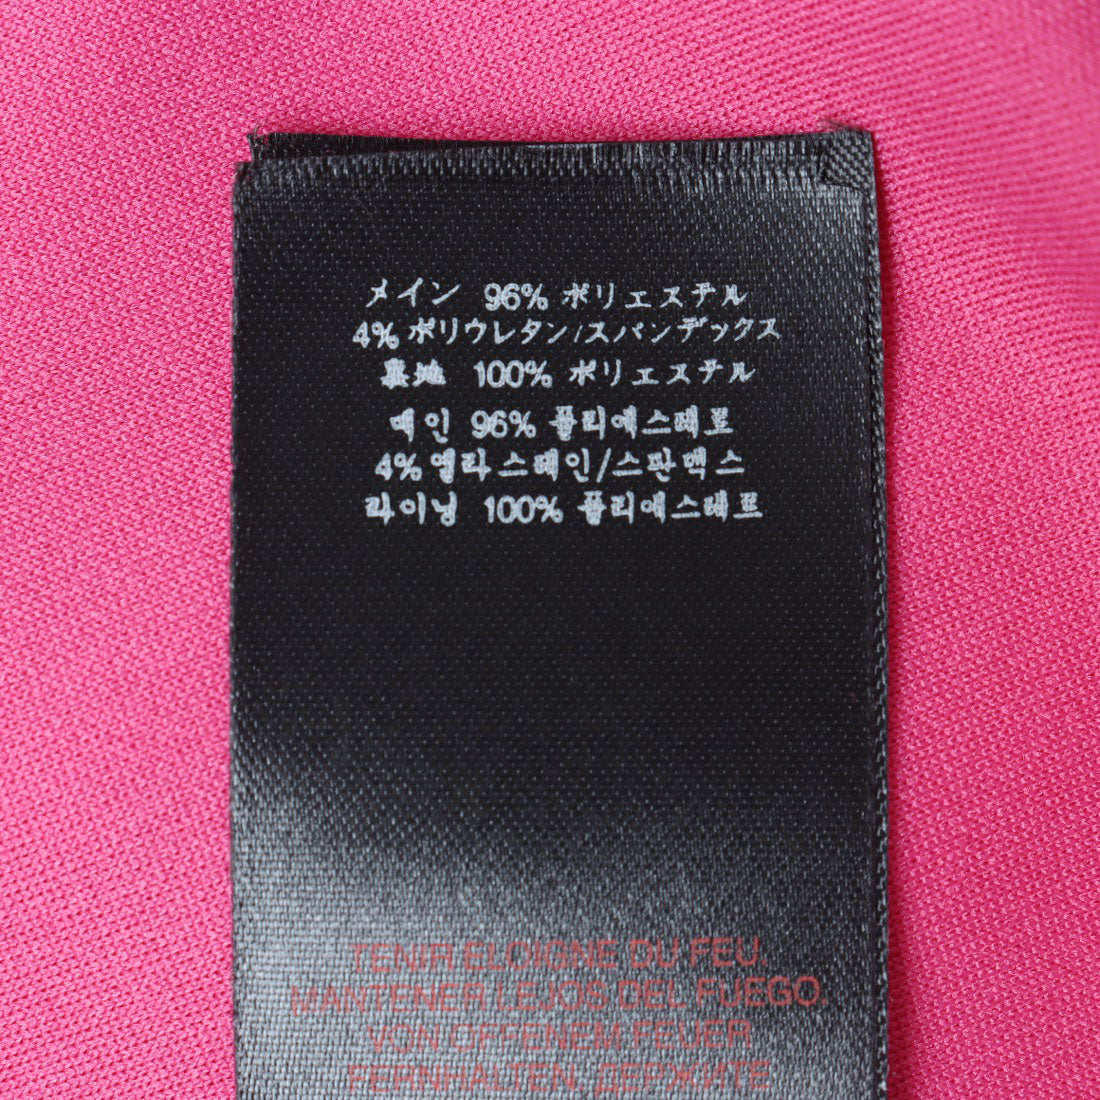 メイン 96% ポリエステル
4% ポリウレタン/スパンデックス
裏地 100% ポリエステル
메인 96% 폴리에스테르
4% 엘라스테인/스판덱스
라이닝 100% 폴리에스테르
TENIR ELOIGNE DU FEU.
MANTENER LEJOS DEL FUEGO.
VON OFFENEM FEUER
FERNHALTEN, ДЕРЖИТЕ